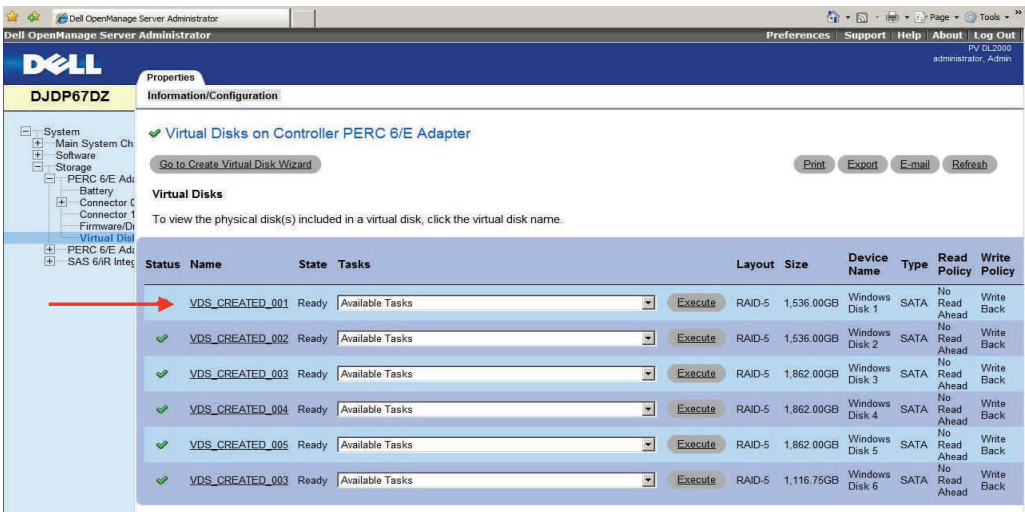 Dell OpenManage Server Administrator
Page
Tools
Dell OpenManage Server Administrator
Preferences Support Help About Log Out
PV DL2000
administrator, Admin
DELL
Properties
DJDP67DZ
Information/Configuration
System
Main System Ch
Software
Storage
PERC 6/E Ada
Battery
Connector 0
Connector 1
Firmware/Dr
Virtual Disk
PERC 6/E Ada
SAS 6/iR Integ
Virtual Disks on Controller PERC 6/E Adapter
Go to Create Virtual Disk Wizard
Print Export E-mail Refresh
Virtual Disks
To view the physical disk(s) included in a virtual disk, click the virtual disk name.
Status Name State Tasks Layout Size Device Name Type Read Policy Write Policy
VDS_CREATED_001 Ready Available Tasks Execute RAID-5 1,536.00GB Windows Disk 1 SATA No Read Ahead Write Back
VDS_CREATED_002 Ready Available Tasks Execute RAID-5 1,536.00GB Windows Disk 2 SATA No Read Ahead Write Back
VDS_CREATED_003 Ready Available Tasks Execute RAID-5 1,862.00GB Windows Disk 3 SATA No Read Ahead Write Back
VDS_CREATED_004 Ready Available Tasks Execute RAID-5 1,862.00GB Windows Disk 4 SATA No Read Ahead Write Back
VDS_CREATED_005 Ready Available Tasks Execute RAID-5 1,862.00GB Windows Disk 5 SATA No Read Ahead Write Back
VDS_CREATED_003 Ready Available Tasks Execute RAID-5 1,116.75GB Windows Disk 6 SATA No Read Ahead Write Back